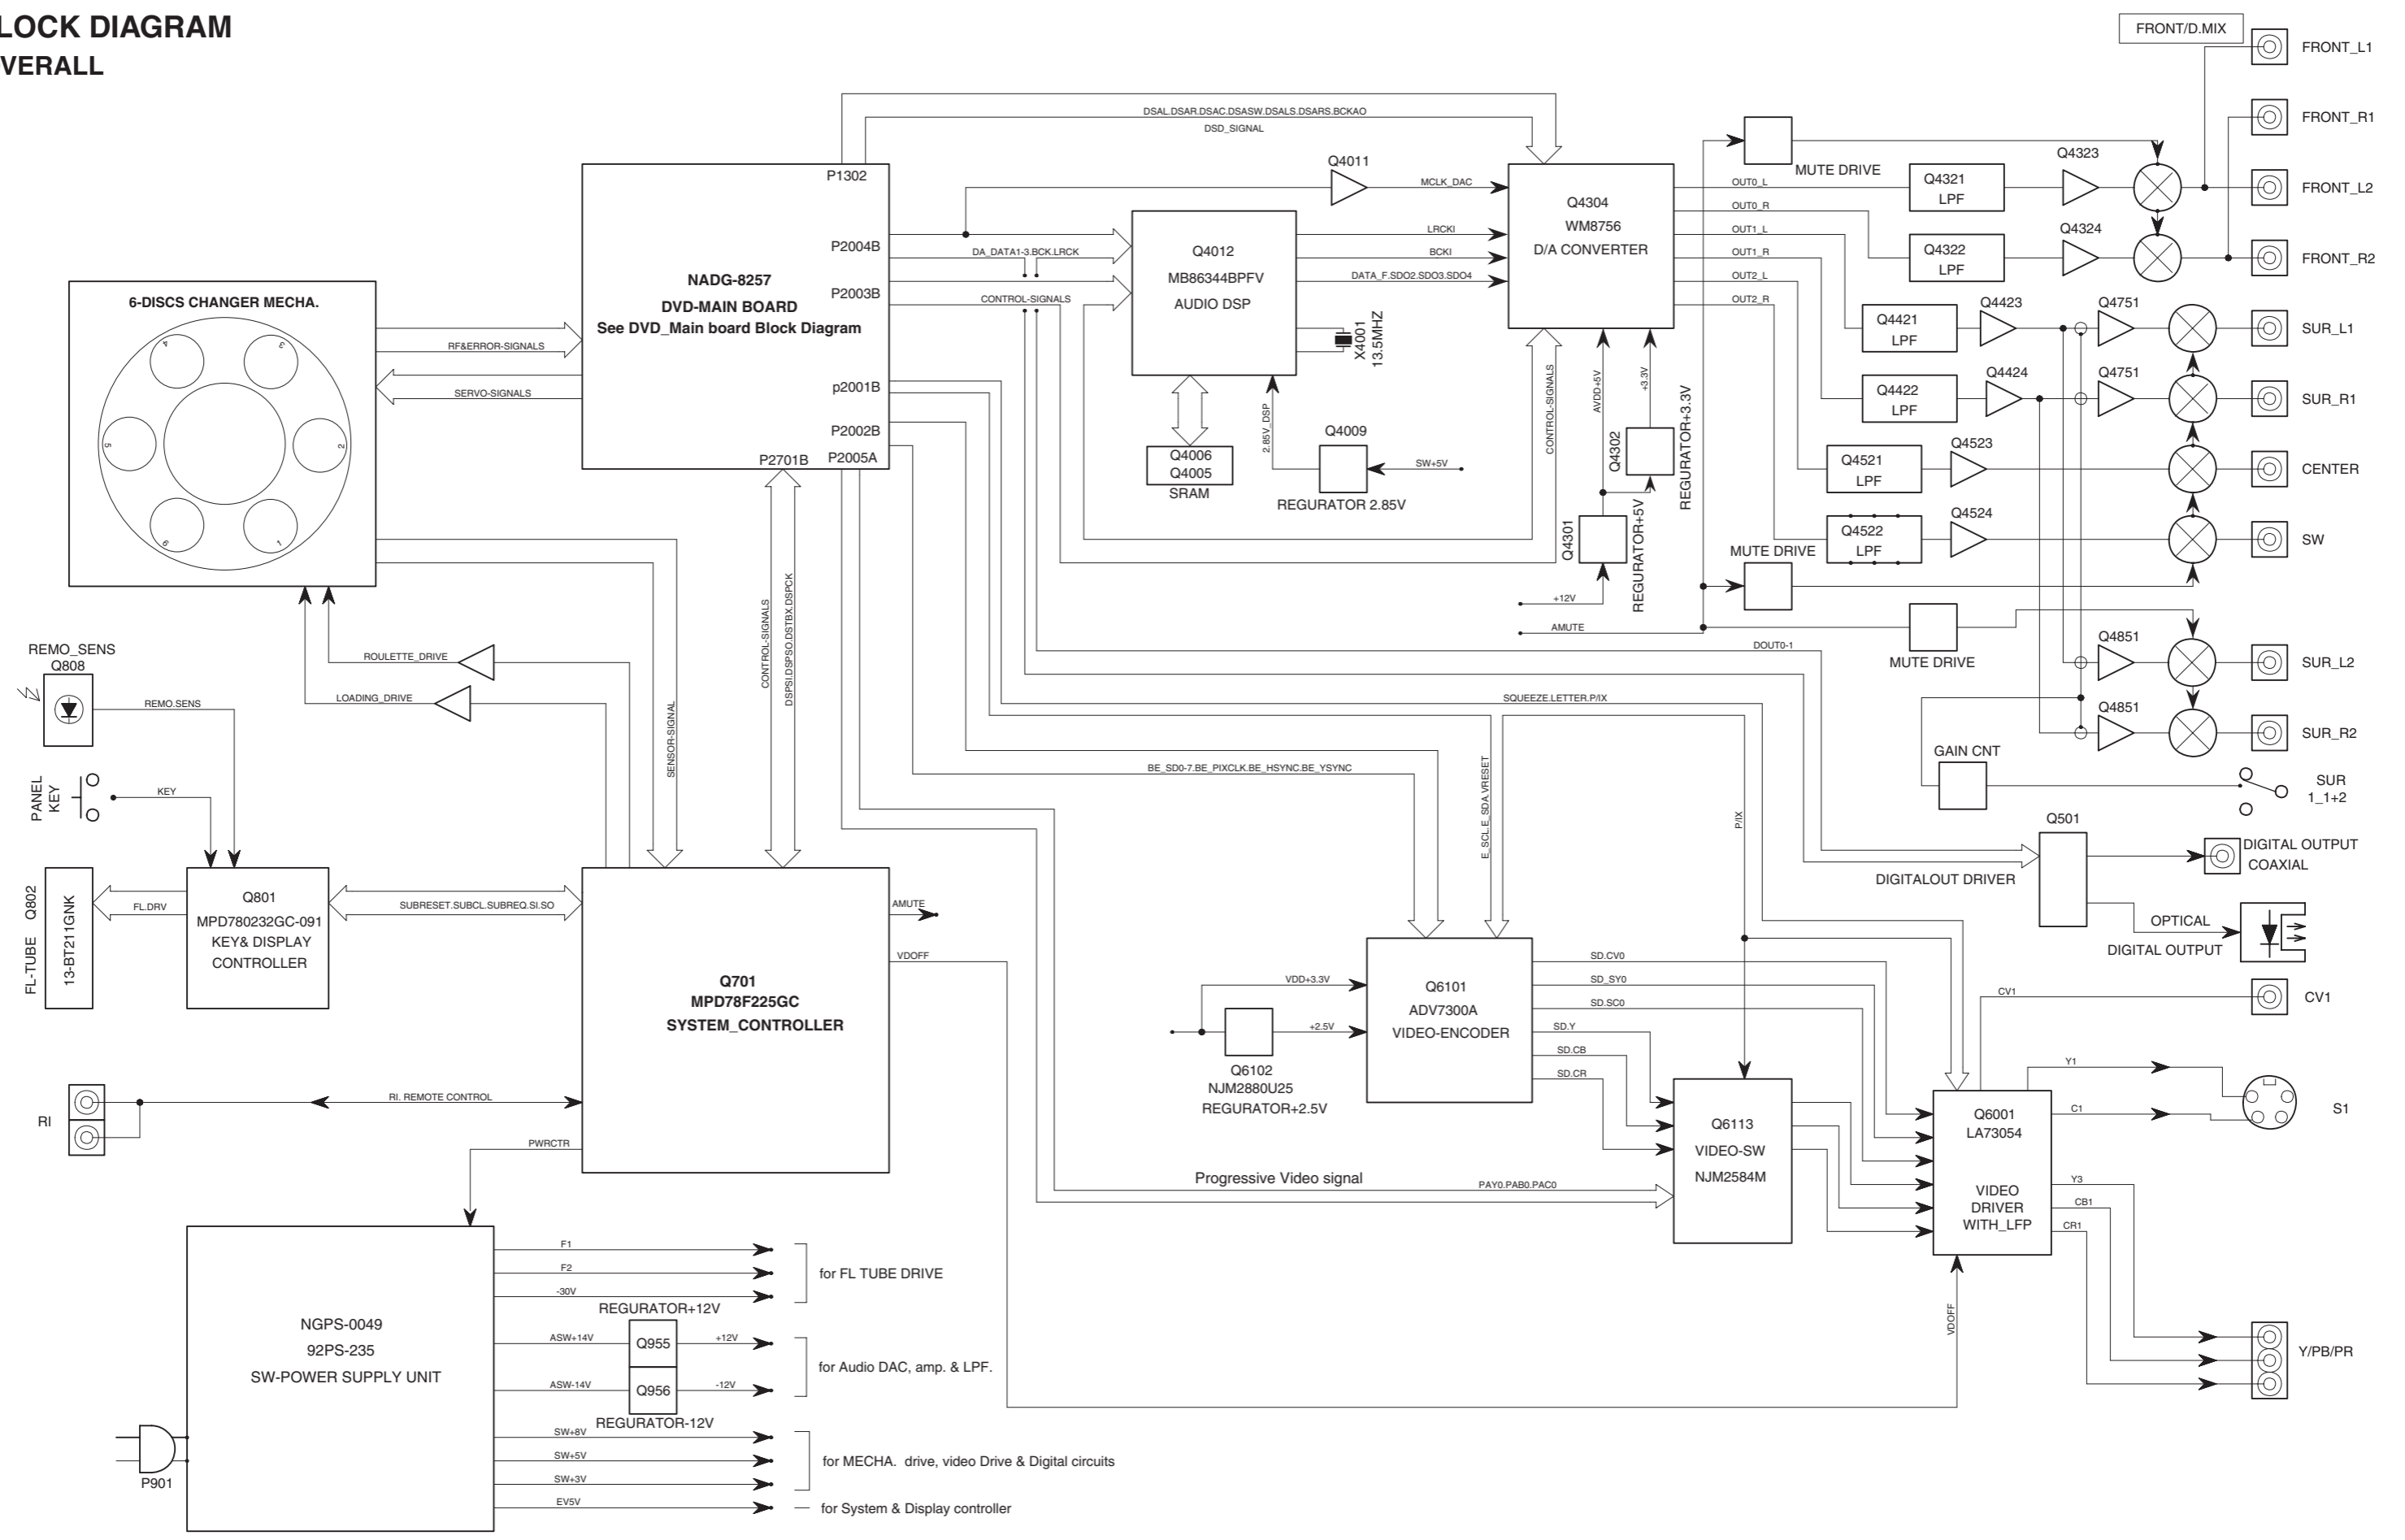 LOCK DIAGRAM
VERALL
FRONT/D.MIX
FRONT_L1
FRONT_R1
FRONT_L2
FRONT_R2
SUR_L1
SUR_R1
CENTER
SW
SUR_L2
SUR_R2
SUR
1_1+2
DSAL.DSAR.DSAC.DSASW.DSALS.DSARS.BCKAO
DSD_SIGNAL
6-DISCS CHANGER MECHA.
1
2
3
4
5
6
RF&ERROR-SIGNALS
SERVO-SIGNALS
P1302
P2004B
P2003B
p2001B
P2002B
P2005A
P2701B
NADG-8257
DVD-MAIN BOARD
See DVD_Main board Block Diagram
DA_DATA1-3.BCK.LRCK
CONTROL-SIGNALS
Q4011
MCLK_DAC
Q4012
MB86344BPFV
AUDIO DSP
LRCKI
BCKI
DATA_F.SDO2.SDO3.SDO4
X4001
13.5MHZ
Q4006
Q4005
SRAM
2.85V_DSP
Q4009
SW+5V
REGURATOR 2.85V
Q4304
WM8756
D/A CONVERTER
CONTROL-SIGNALS
AVDD+5V
+3.3V
Q4302
REGURATOR+3.3V
Q4301
REGURATOR+5V
+12V
AMUTE
OUT0_L
OUT0_R
OUT1_L
OUT1_R
OUT2_L
OUT2_R
MUTE DRIVE
Q4321
LPF
Q4323
Q4322
LPF
Q4324
Q4421
LPF
Q4423
Q4751
Q4422
LPF
Q4424
Q4751
Q4521
LPF
Q4523
Q4522
LPF
Q4524
MUTE DRIVE
MUTE DRIVE
Q4851
Q4851
GAIN CNT
DOUT0-1
SQUEEZE.LETTER.P/IX
BE_SD0-7.BE_PIXCLK.BE_HSYNC.BE_YSYNC
E_SCL.E_SDA.VRESET
P/IX
Q501
DIGITALOUT DRIVER
DIGITAL OUTPUT
COAXIAL
OPTICAL
DIGITAL OUTPUT
REMO_SENS
Q808
REMO.SENS
PANEL
KEY
KEY
ROULETTE_DRIVE
LOADING_DRIVE
SENSOR-SIGNAL
CONTROL-SIGNALS
DSPSI.DSPSO.DSTBX.DSPCK
FL-TUBE Q802
13-BT211GNK
FL.DRV
Q801
MPD780232GC-091
KEY& DISPLAY
CONTROLLER
SUBRESET.SUBCL.SUBREQ.SI.SO
Q701
MPD78F225GC
SYSTEM_CONTROLLER
AMUTE
VDOFF
RI
RI. REMOTE CONTROL
PWRCTR
VDD+3.3V
+2.5V
Q6102
NJM2880U25
REGURATOR+2.5V
Q6101
ADV7300A
VIDEO-ENCODER
SD.CV0
SD_SY0
SD.SC0
SD.Y
SD.CB
SD.CR
Q6113
VIDEO-SW
NJM2584M
Progressive Video signal
PAY0.PAB0.PAC0
Q6001
LA73054
VIDEO
DRIVER
WITH_LFP
VDOFF
CV1
CV1
Y1
C1
S1
Y3
CB1
CR1
Y/PB/PR
NGPS-0049
92PS-235
SW-POWER SUPPLY UNIT
P901
F1
F2
-30V
for FL TUBE DRIVE
REGURATOR+12V
ASW+14V
Q955
+12V
ASW-14V
Q956
-12V
REGURATOR-12V
for Audio DAC, amp. & LPF.
SW+8V
SW+5V
SW+3V
for MECHA. drive, video Drive & Digital circuits
EV5V
for System & Display controller